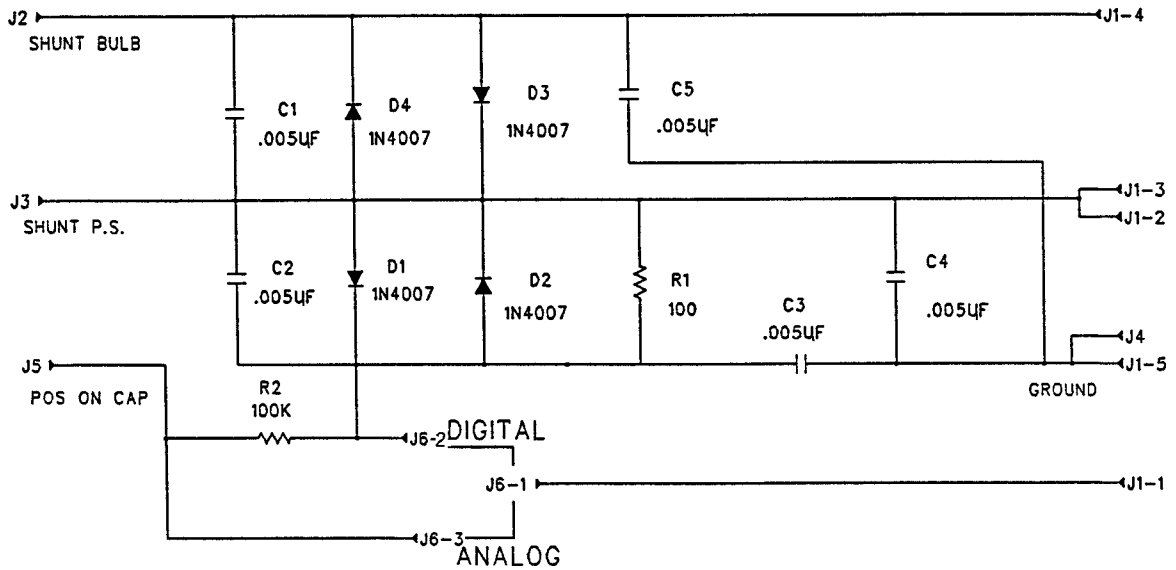 J2
J1-4
SHUNT BULB
C1
.005UF
D4
1N4007
D3
1N4007
C5
.005UF
J3
J1-3
J1-2
SHUNT P.S.
C2
.005UF
D1
1N4007
D2
1N4007
R1
100
C3
.005UF
C4
.005UF
J4
J1-5
GROUND
J5
POS ON CAP
R2
100K
J6-2
DIGITAL
J6-1
J1-1
J6-3
ANALOG